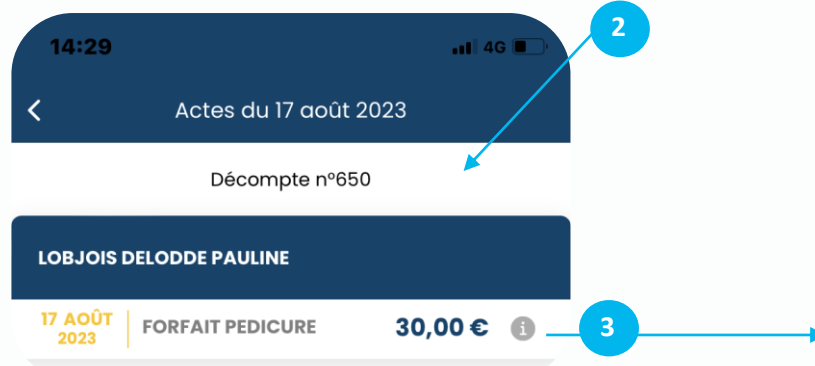 2
14:29
4G
Actes du 17 août 2023
Décompte n°650
LOBJOIS DELODDE PAULINE
17 AOÛT
2023
FORFAIT PEDICURE
30,00 €
i
3